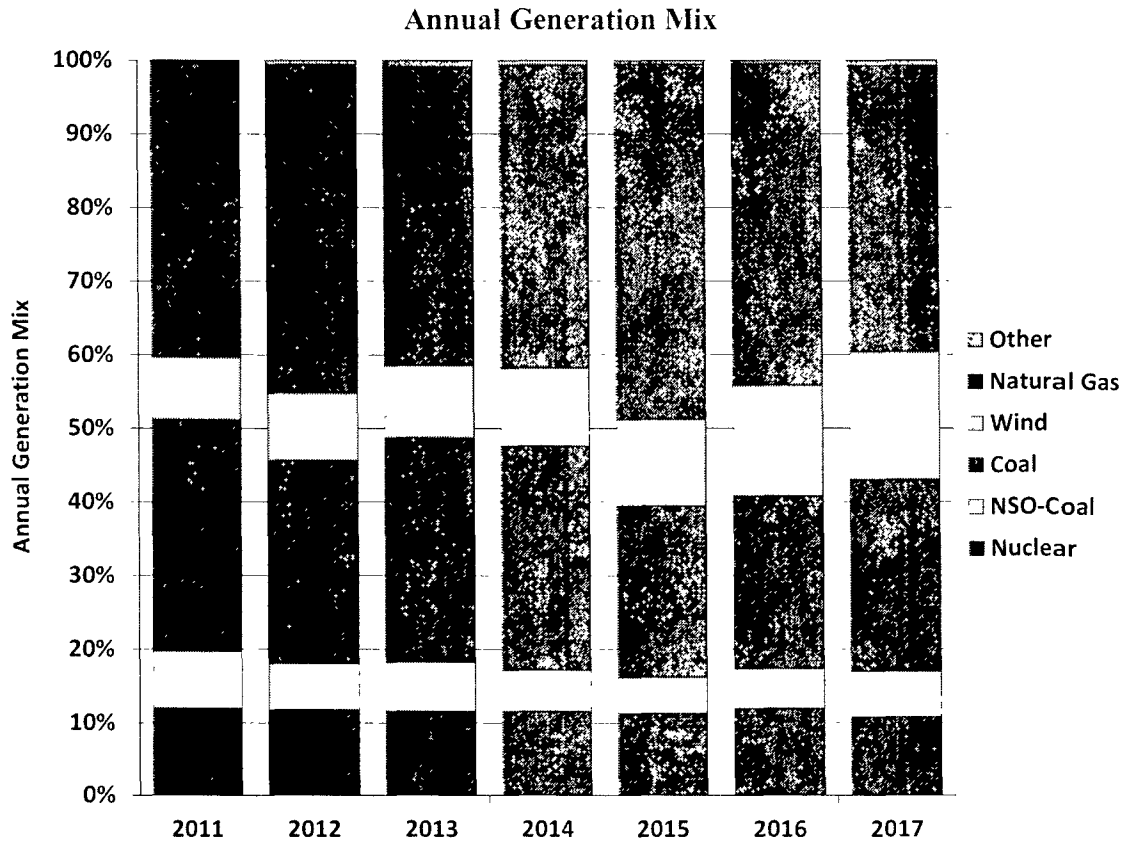 Annual Generation Mix
100%
90%
80%
70%
60%
50%
40%
30%
20%
10%
0%
Annual Generation Mix
2011
2012
2013
2014
2015
2016
2017
Other
Natural Gas
Wind
Coal
NSO-Coal
Nuclear